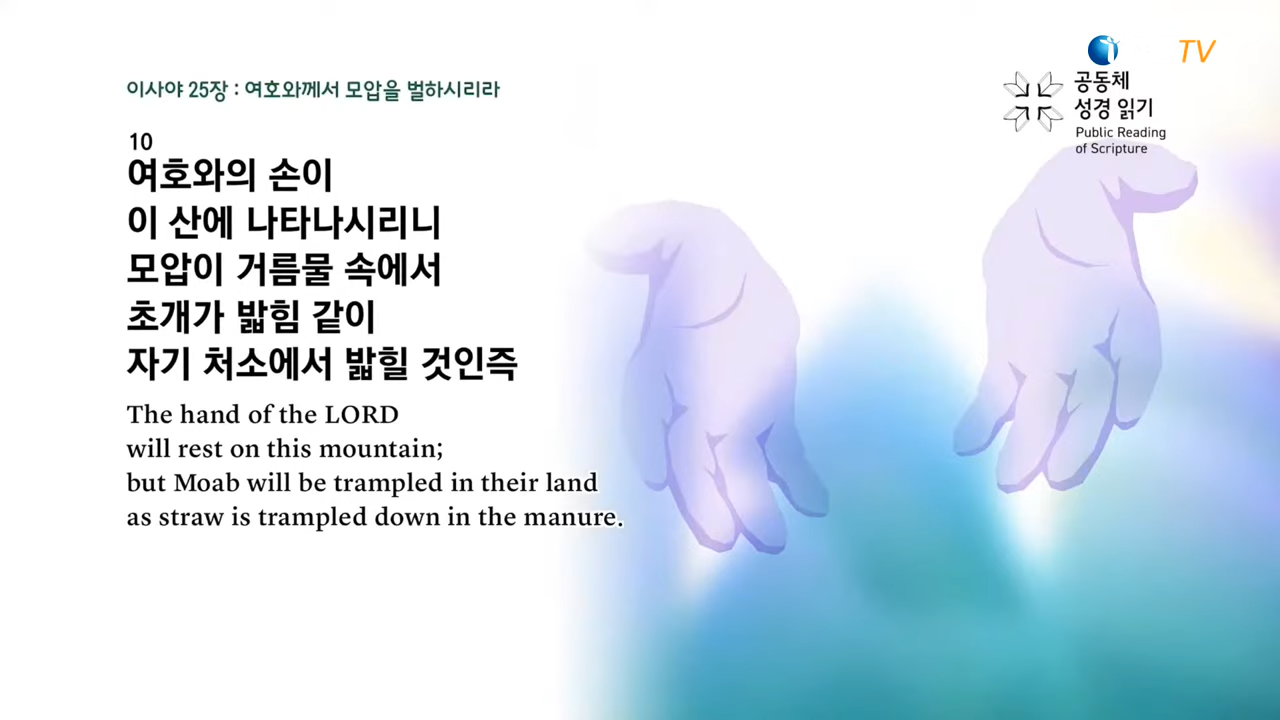 TV
이사야 25장 : 여호와께서 모압을 벌하시리라
공동체
성경 읽기
Public Reading
of Scripture
10
여호와의 손이
이 산에 나타나시리니
모압이 거름물 속에서
초개가 밟힘 같이
자기 처소에서 밟힐 것인즉
The hand of the LORD
will rest on this mountain;
but Moab will be trampled in their land
as straw is trampled down in the manure.